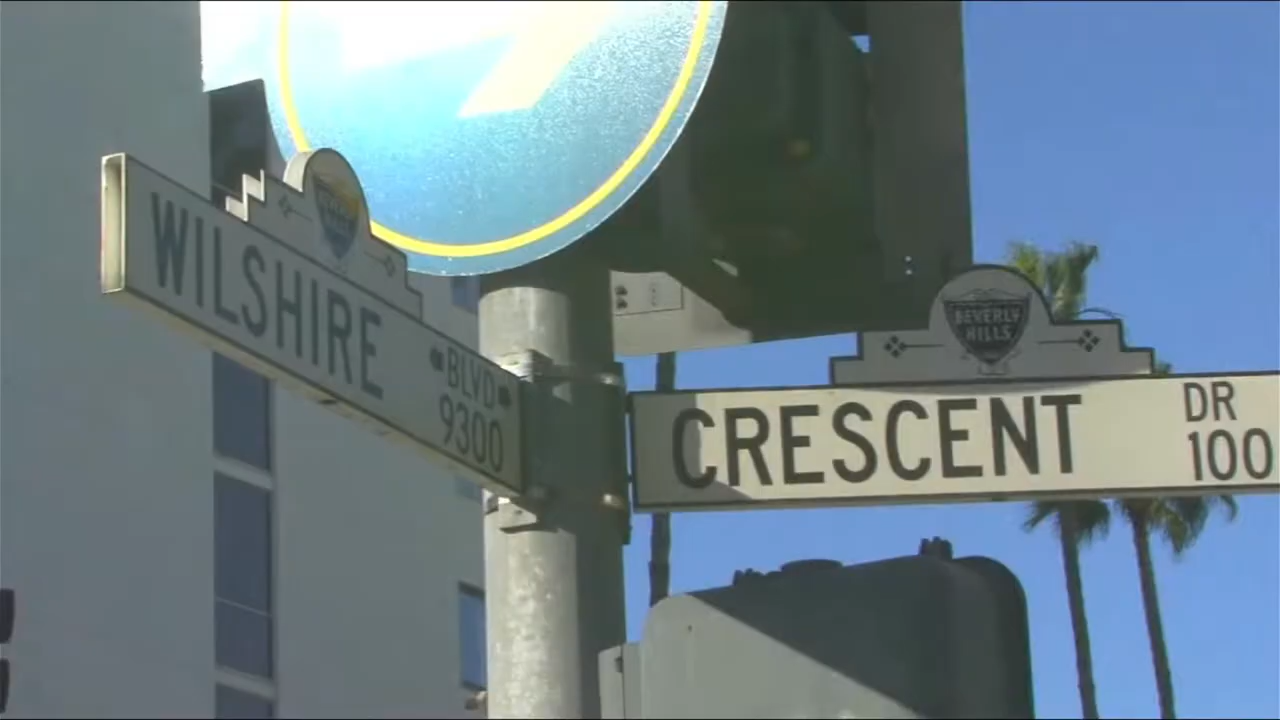 WILSHIRE BLVD
9300
BEVERLY
HILLS
CRESCENT DR
100